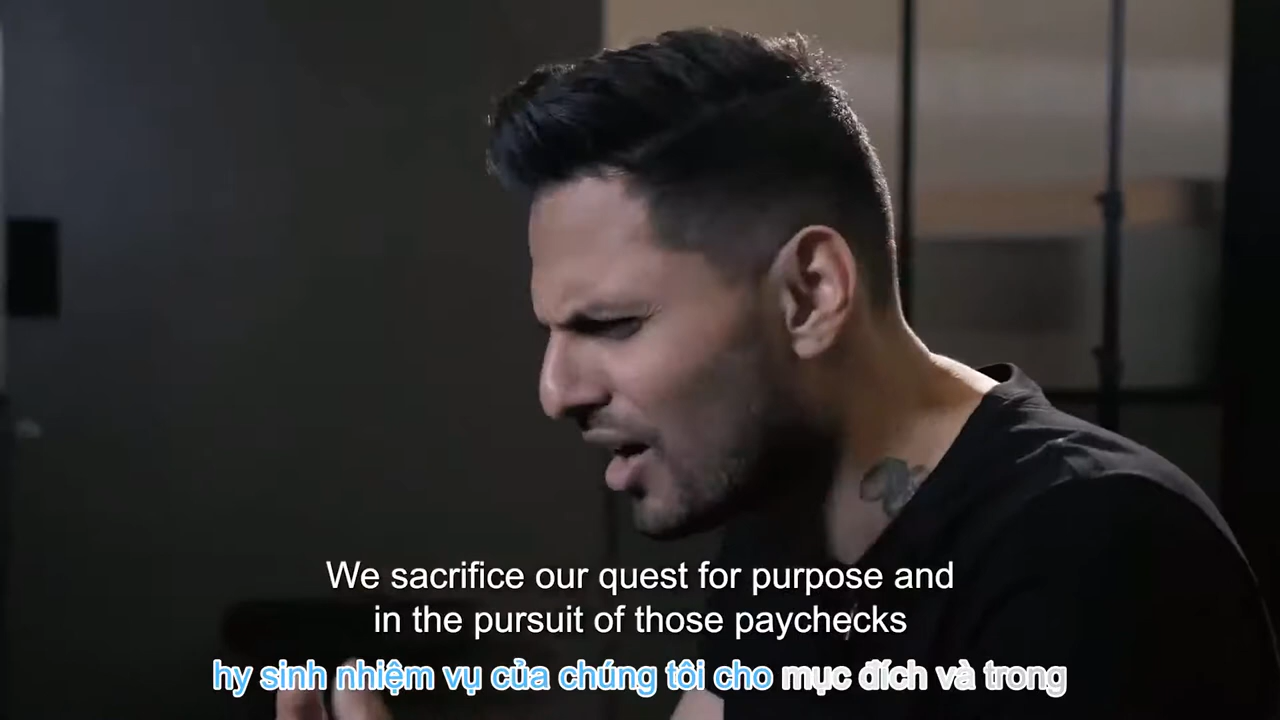 We sacrifice our quest for purpose and
in the pursuit of those paychecks
hy sinh nhiệm vụ của chúng tôi cho mục đích và trong